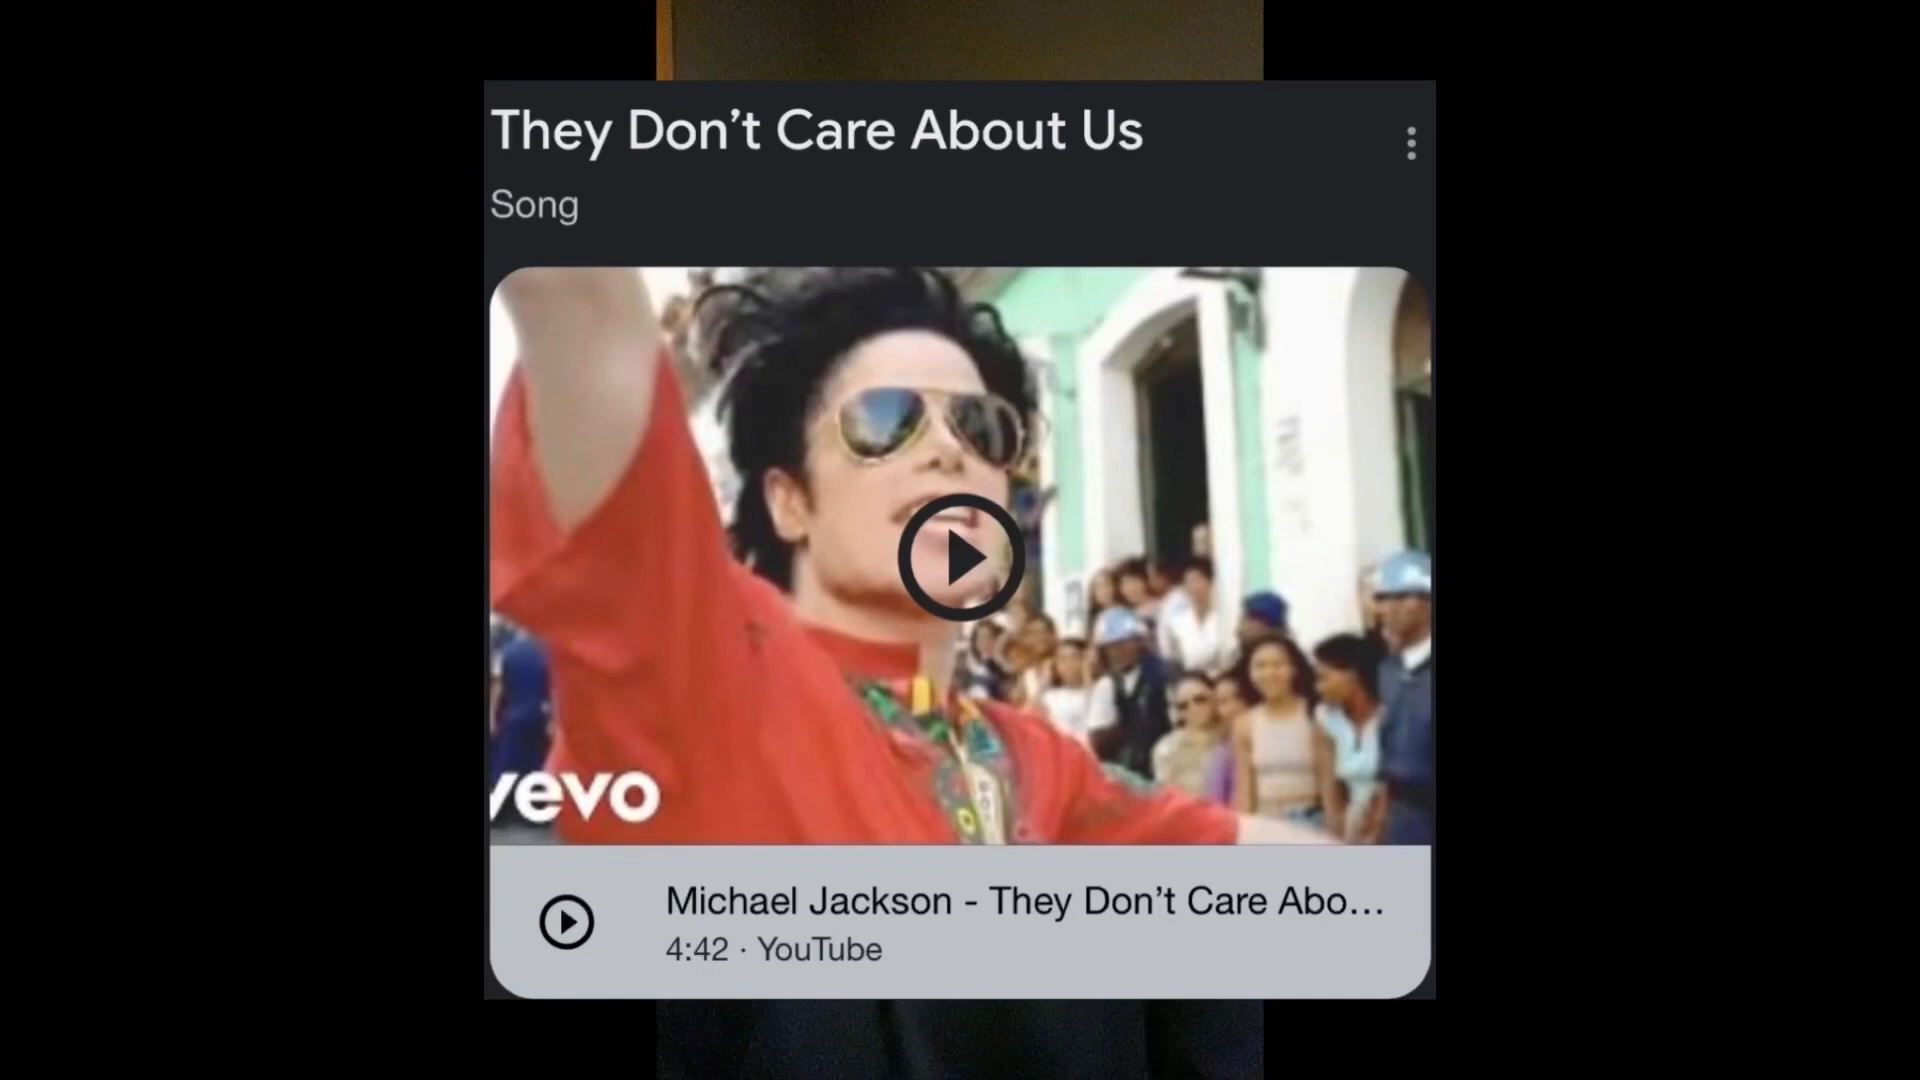 They Don’t Care About Us
Song
vevo
Michael Jackson - They Don’t Care Abo...
4:42 · YouTube